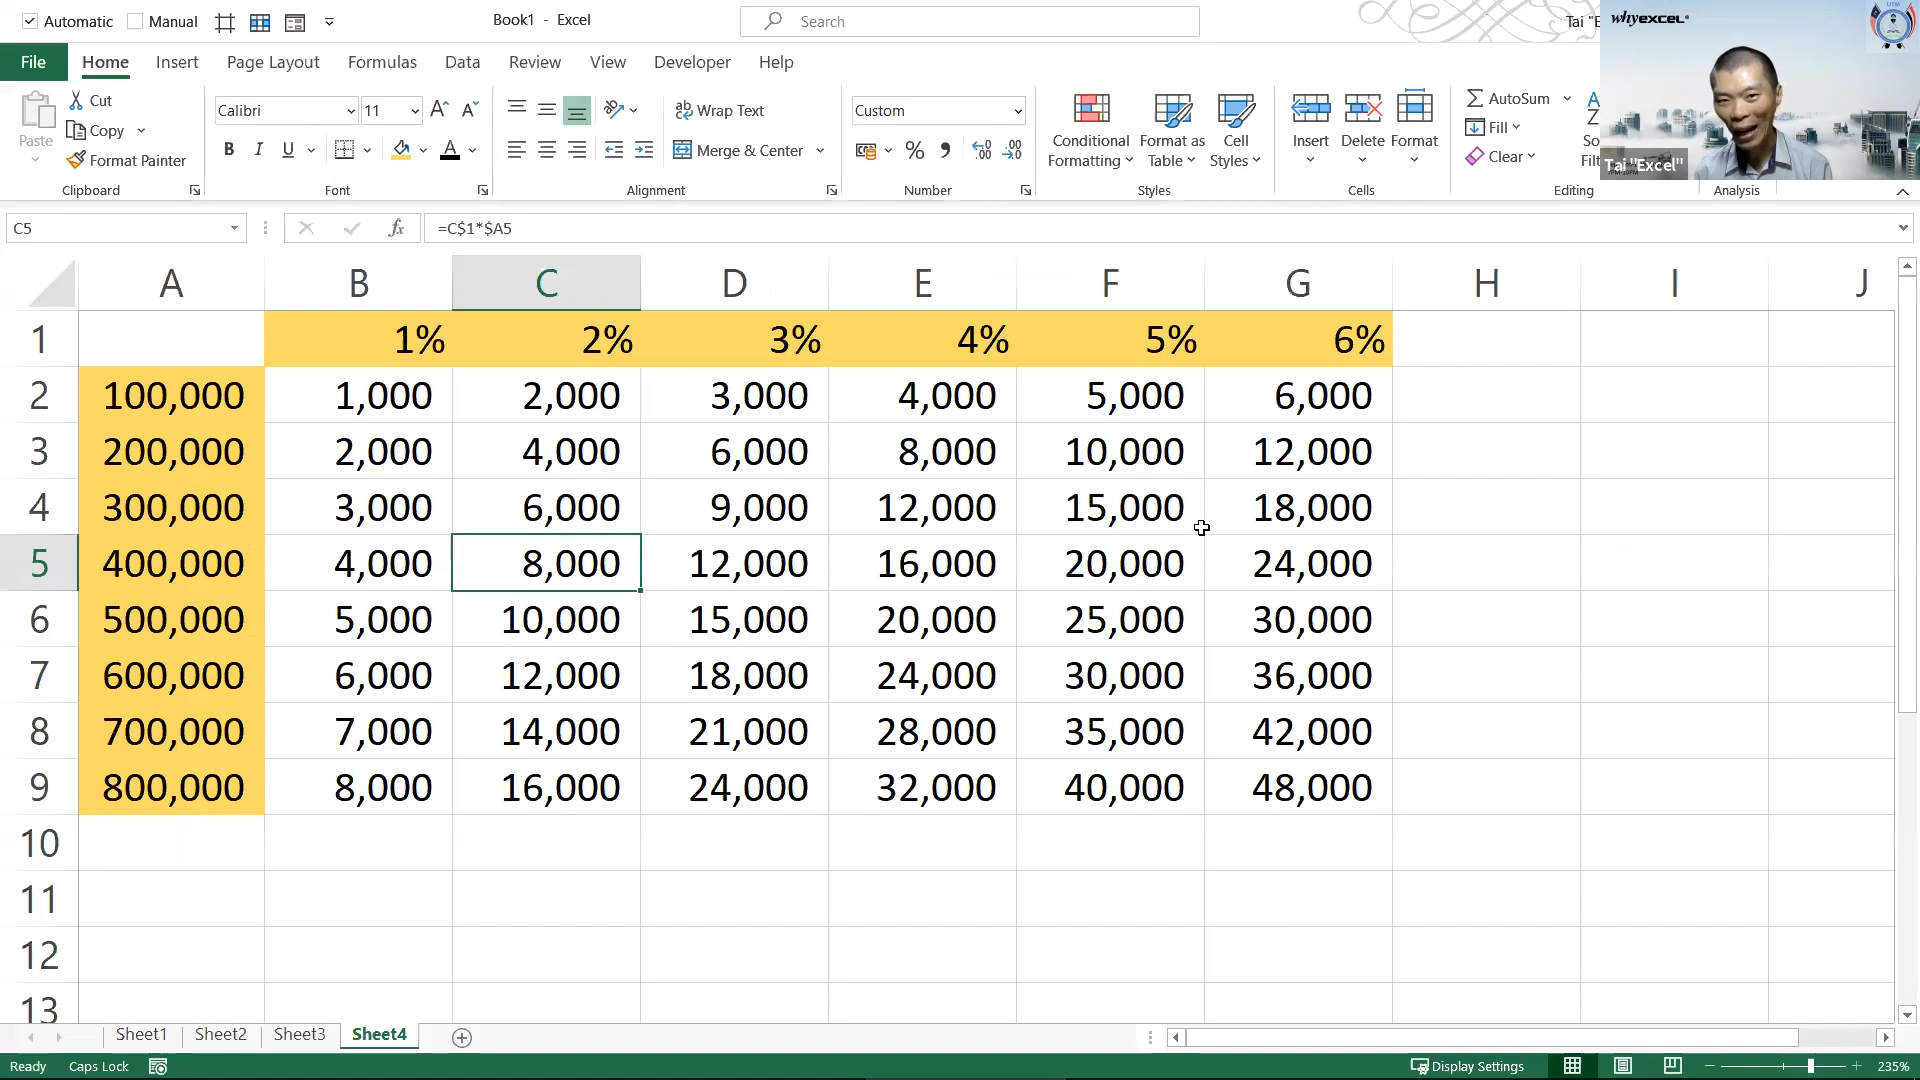 Automatic Manual Book1 - Excel Search Tai "E
whyEXCEL
UTM
File Home Insert Page Layout Formulas Data Review View Developer Help
Paste Cut Copy Format Painter
Clipboard
Calibri 11
B I U
Font
Wrap Text
Merge & Center
Alignment
Custom
Number
Conditional Formatting
Format as Table
Cell Styles
Styles
Insert Delete Format
Cells
AutoSum
Fill
Clear
So
Filt
Editing
Analysis
Tai "Excel"
C5 fx =C$1*$A5
A B C D E F G H I J
1 1% 2% 3% 4% 5% 6%
2 100,000 1,000 2,000 3,000 4,000 5,000 6,000
3 200,000 2,000 4,000 6,000 8,000 10,000 12,000
4 300,000 3,000 6,000 9,000 12,000 15,000 18,000
5 400,000 4,000 8,000 12,000 16,000 20,000 24,000
6 500,000 5,000 10,000 15,000 20,000 25,000 30,000
7 600,000 6,000 12,000 18,000 24,000 30,000 36,000
8 700,000 7,000 14,000 21,000 28,000 35,000 42,000
9 800,000 8,000 16,000 24,000 32,000 40,000 48,000
10
11
12
13
Sheet1 Sheet2 Sheet3 Sheet4
Ready Caps Lock Display Settings 235%